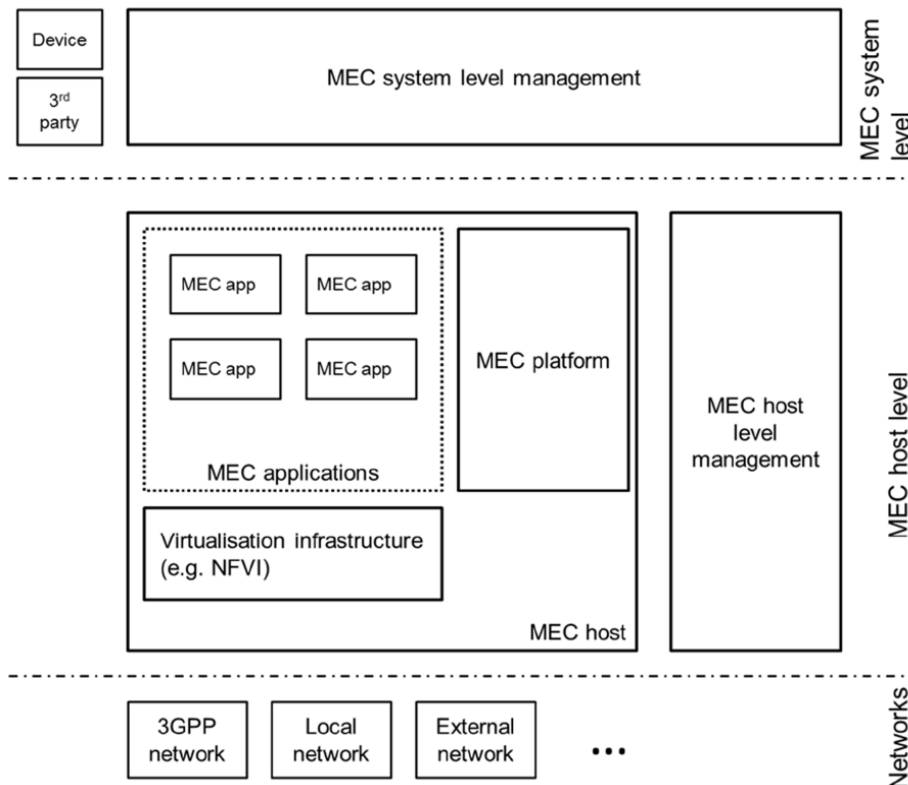 Device
3rd
party
MEC system level management
MEC system
level
MEC app
MEC app
MEC app
MEC app
MEC applications
MEC platform
Virtualisation infrastructure
(e.g. NFVI)
MEC host
MEC host
level
management
MEC host level
3GPP
network
Local
network
External
network
...
Networks